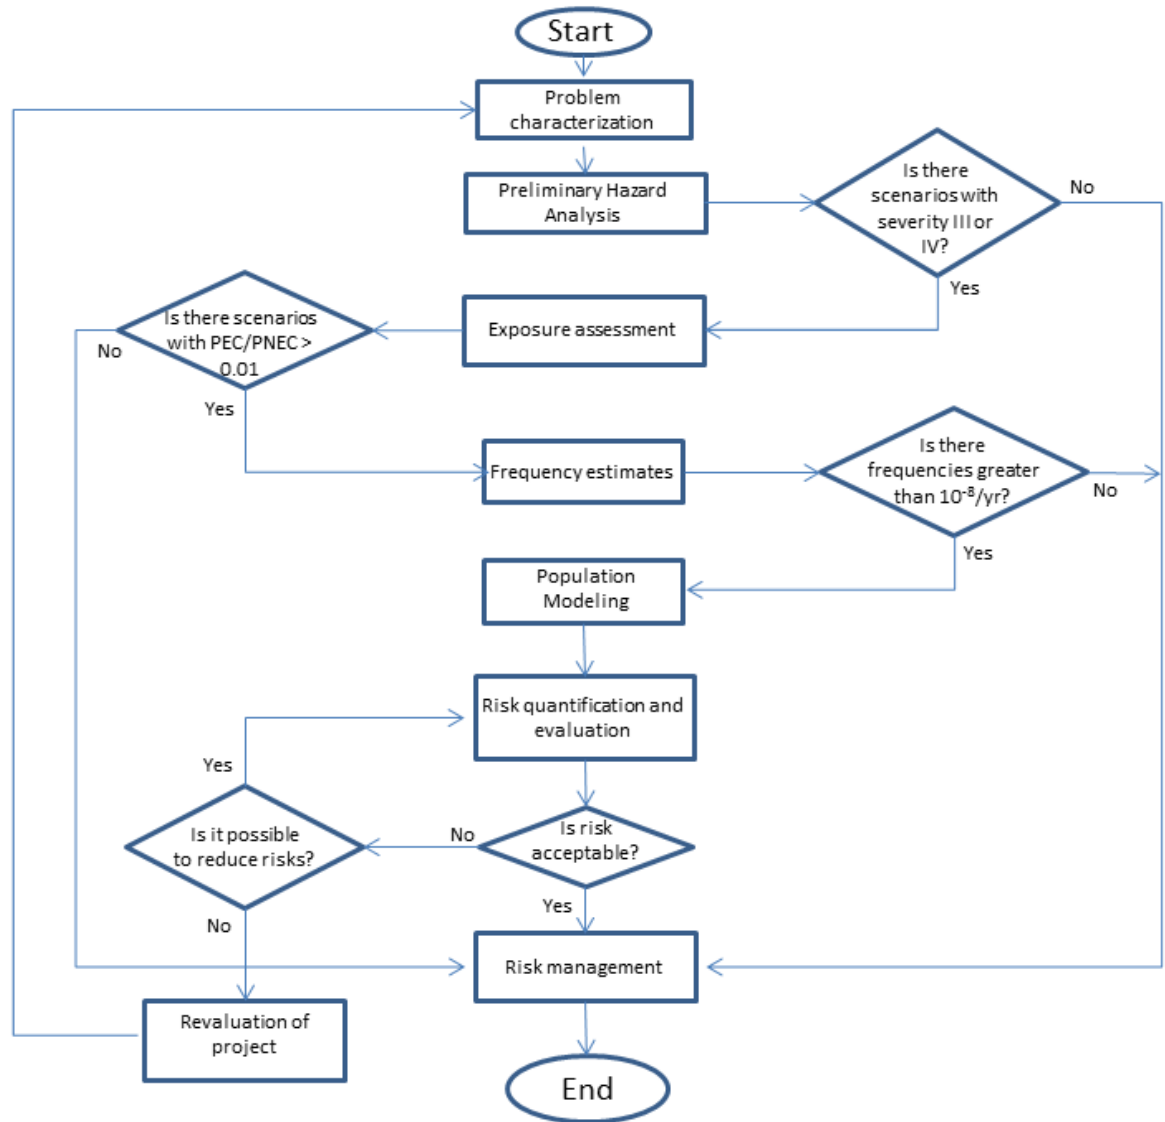 Start
Problem
characterization
Preliminary Hazard
Analysis
Is there
scenarios with
severity III or
IV?
No
Yes
Exposure assessment
Is there scenarios
with PEC/PNEC >
0.01
No
Yes
Frequency estimates
Is there
frequencies greater
than 10⁻⁸/yr?
No
Yes
Population
Modeling
Risk quantification and
evaluation
Yes
Is it possible
to reduce risks?
No
Is risk
acceptable?
No
Yes
Risk management
Revaluation of
project
End